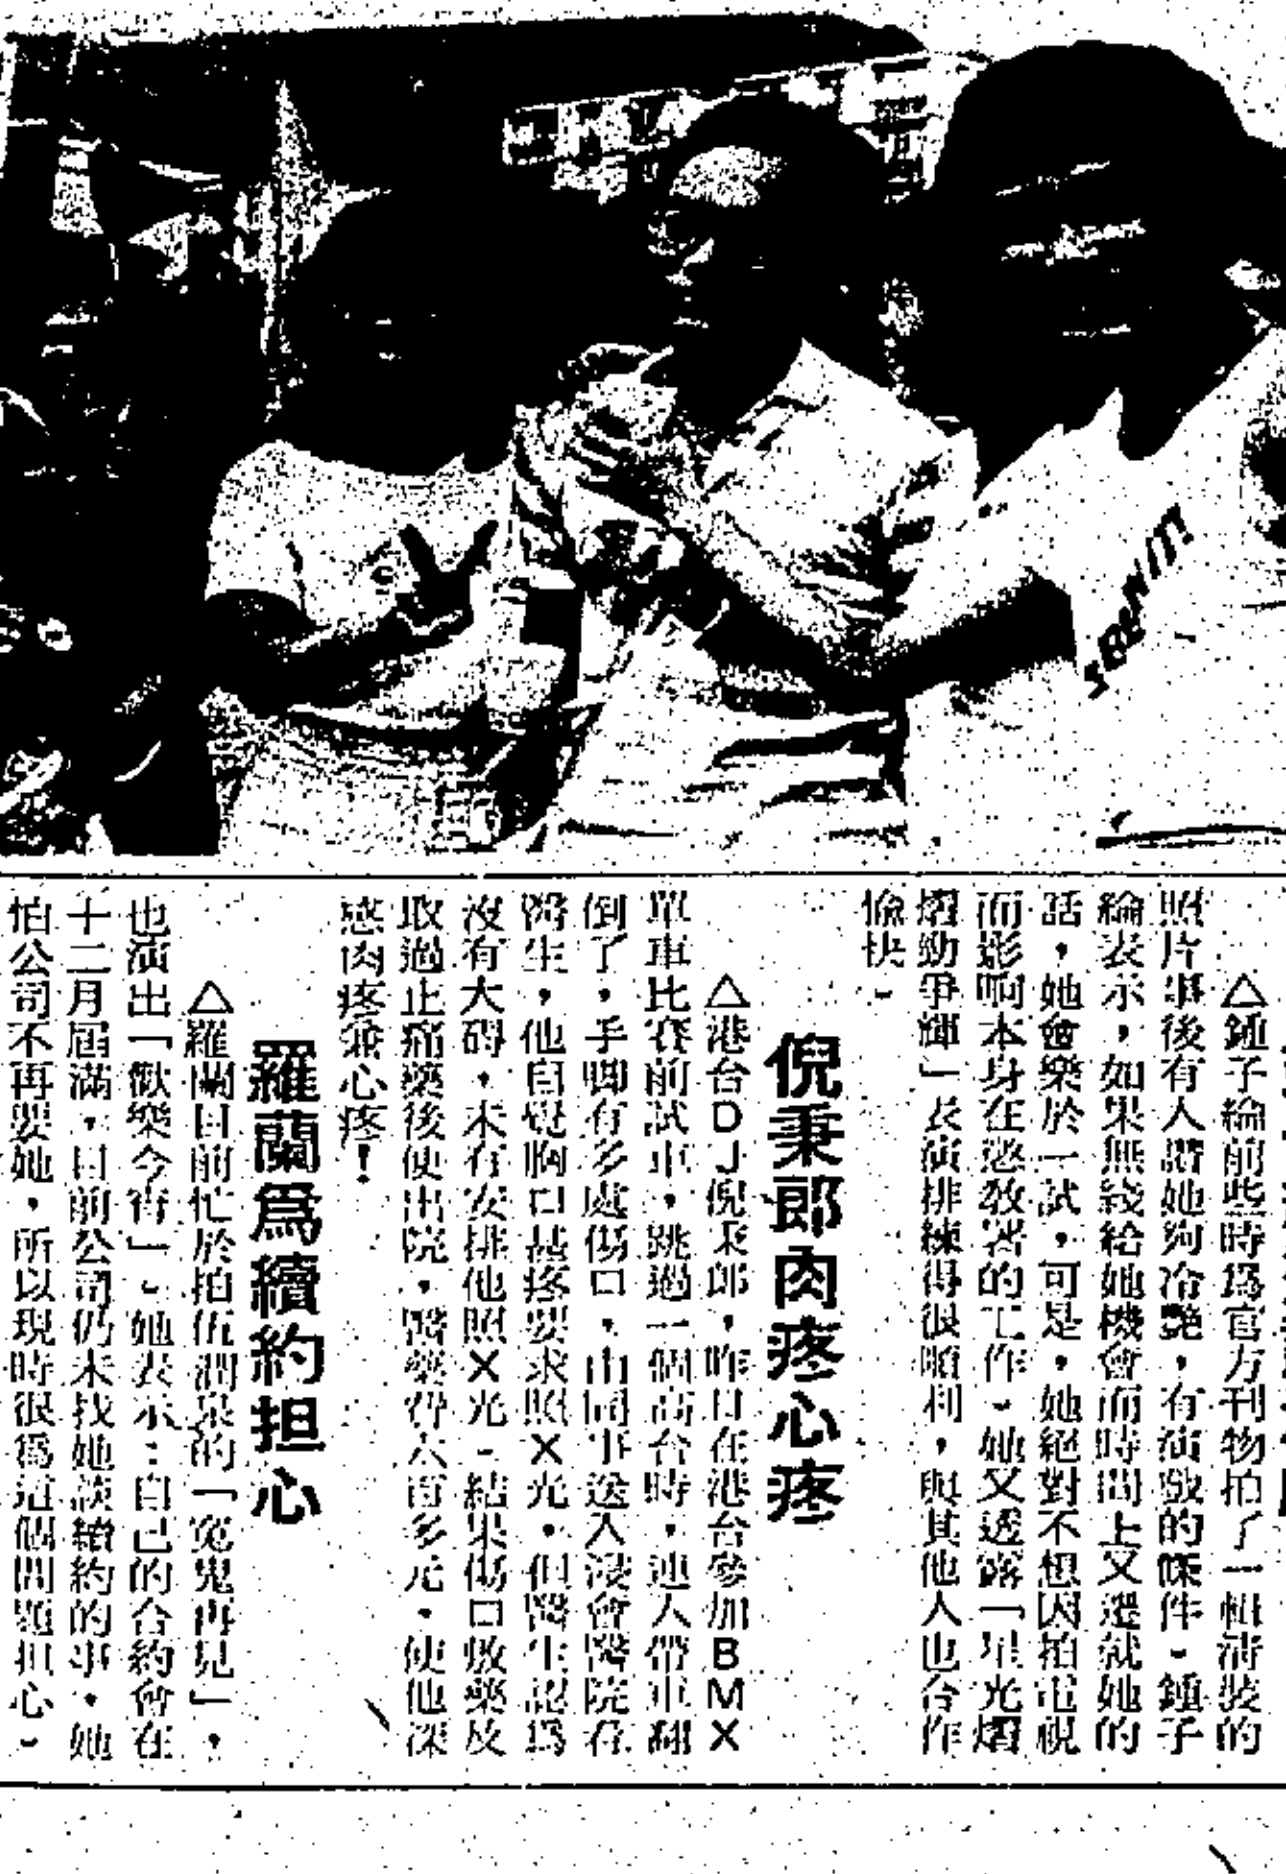 △鍾子綸前些時爲官方刊物拍了一輯清裝的
照片事後有人讚她夠冷艷，有演戲的條件。鍾子
綸表示，如果無綫給她機會而時間上又遷就她的
話，她會樂於一試，可是，她絕對不想因拍電視
而影响本身在懲敎署的工作。她又透露「星光熠
熠勁爭輝」表演排練得很順利，與其他人也合作
愉快。
倪秉郎肉疼心疼
△港台DJ倪秉郎，昨日在港台參加BMX
單車比賽前試車，跳過一個高台時，連人帶車翻
倒了，手脚有多處傷口，由同事送入浸會醫院看
醫生，他自覺胸口甚疼要求照X光，但醫生認爲
沒有大碍，未有安排他照X光。結果傷口敷藥及
取過止痛藥後便出院，醫藥費六百多元，使他深
感肉疼兼心疼！
羅蘭爲續約担心
△羅蘭目前忙於拍伍潤泉的「冤鬼再見」，
也演出「歡樂今宵」。她表示：自己的合約會在
十二月屆滿，目前公司仍未找她談續約的事，她
怕公司不再要她，所以現時很爲這個問題担心。